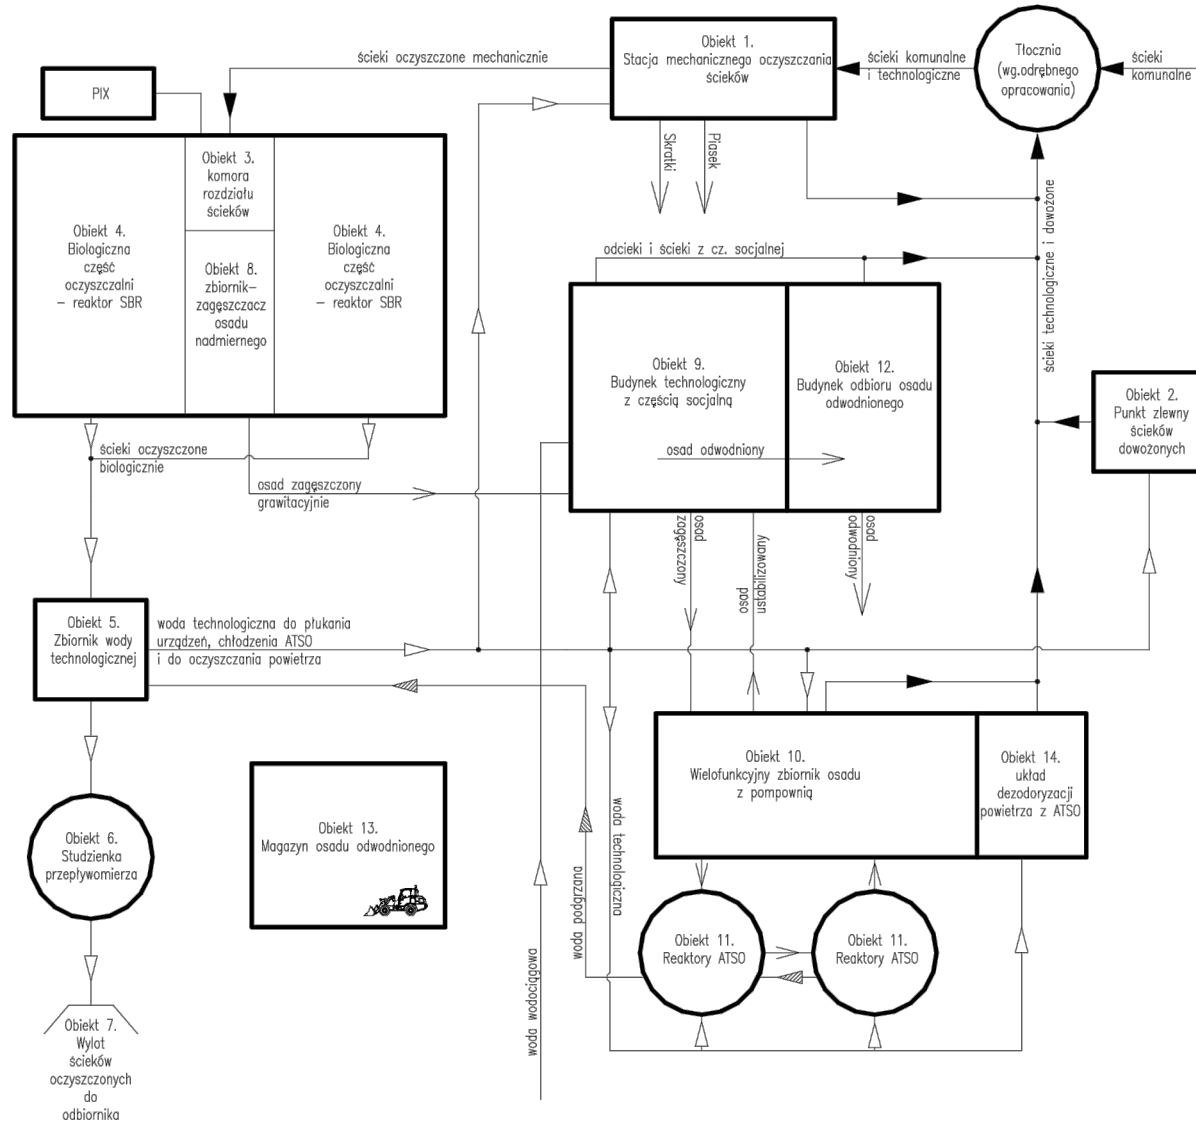 Obiekt 1.
Stacja mechanicznego oczyszczania
ścieków
ścieki oczyszczone mechanicznie
ścieki komunalne
i technologiczne
Tłocznia
(wg.odrębnego
opracowania)
ścieki
komunalne
PIX
Skratki
Piasek
Obiekt 3.
komora
rozdziału
ścieków
Obiekt 4.
Biologiczna
część
oczyszczalni
– reaktor SBR
Obiekt 8.
zbiornik–
zagęszczacz
osadu
nadmiernego
Obiekt 4.
Biologiczna
część
oczyszczalni
– reaktor SBR
odcieki i ścieki z cz. socjalnej
ścieki technologiczne i dowożone
Obiekt 9.
Budynek technologiczny
z częścią socjalną
Obiekt 12.
Budynek odbioru osadu
odwodnionego
osad odwodniony
Obiekt 2.
Punkt zlewny
ścieków
dowożonych
ścieki oczyszczone
biologicznie
osad zagęszczony
grawitacyjnie
osad
zagęszczony
osad
ustabilizowany
osad
odwodniony
Obiekt 5.
Zbiornik wody
technologicznej
woda technologiczna do płukania
urządzeń, chłodzenia ATSO
i do oczyszczania powietrza
Obiekt 10.
Wielofunkcyjny zbiornik osadu
z pompownią
Obiekt 14.
układ
dezodoryzacji
powietrza z ATSO
Obiekt 13.
Magazyn osadu odwodnionego
Obiekt 6.
Studzienka
przepływomierza
woda technologiczna
woda podgrzana
woda wodociągowa
Obiekt 11.
Reaktory ATSO
Obiekt 11.
Reaktory ATSO
Obiekt 7.
Wylot
ścieków
oczyszczonych
do
odbiornika